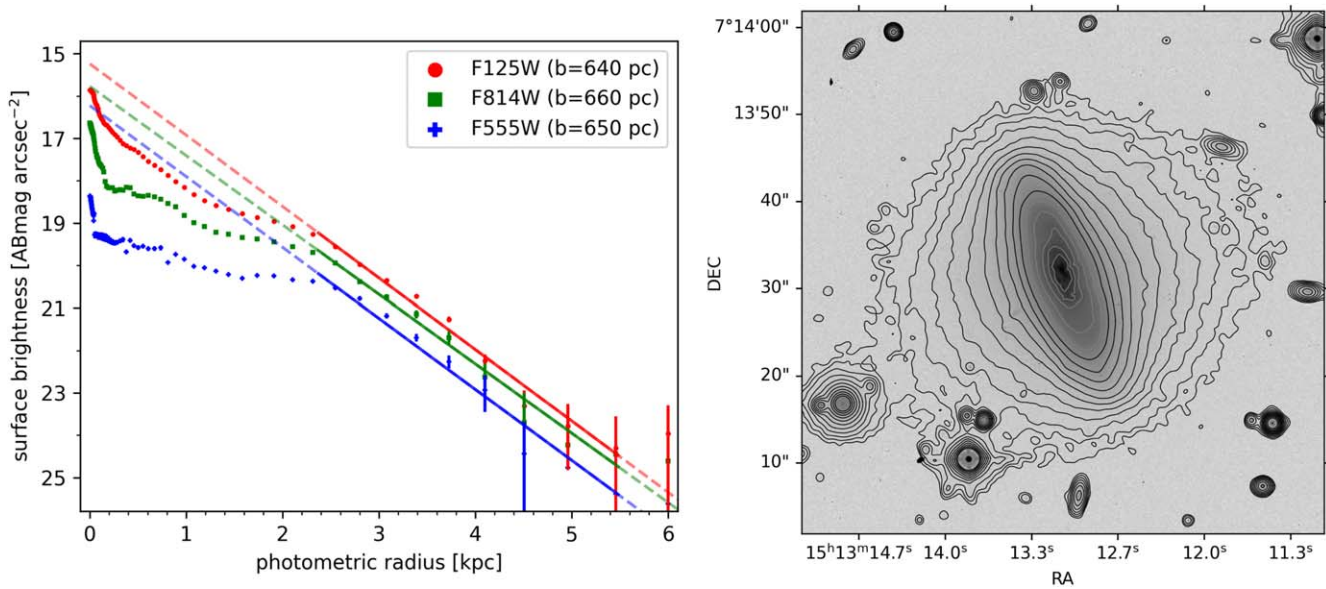 surface brightness [ABmag arcsec⁻²]
15
17
19
21
23
25
F125W (b=640 pc)
F814W (b=660 pc)
F555W (b=650 pc)
0 1 2 3 4 5 6
photometric radius [kpc]
DEC
7°14'00"
13'50"
40"
30"
20"
10"
15ʰ13ᵐ14.7ˢ 14.0ˢ 13.3ˢ 12.7ˢ 12.0ˢ 11.3ˢ
RA